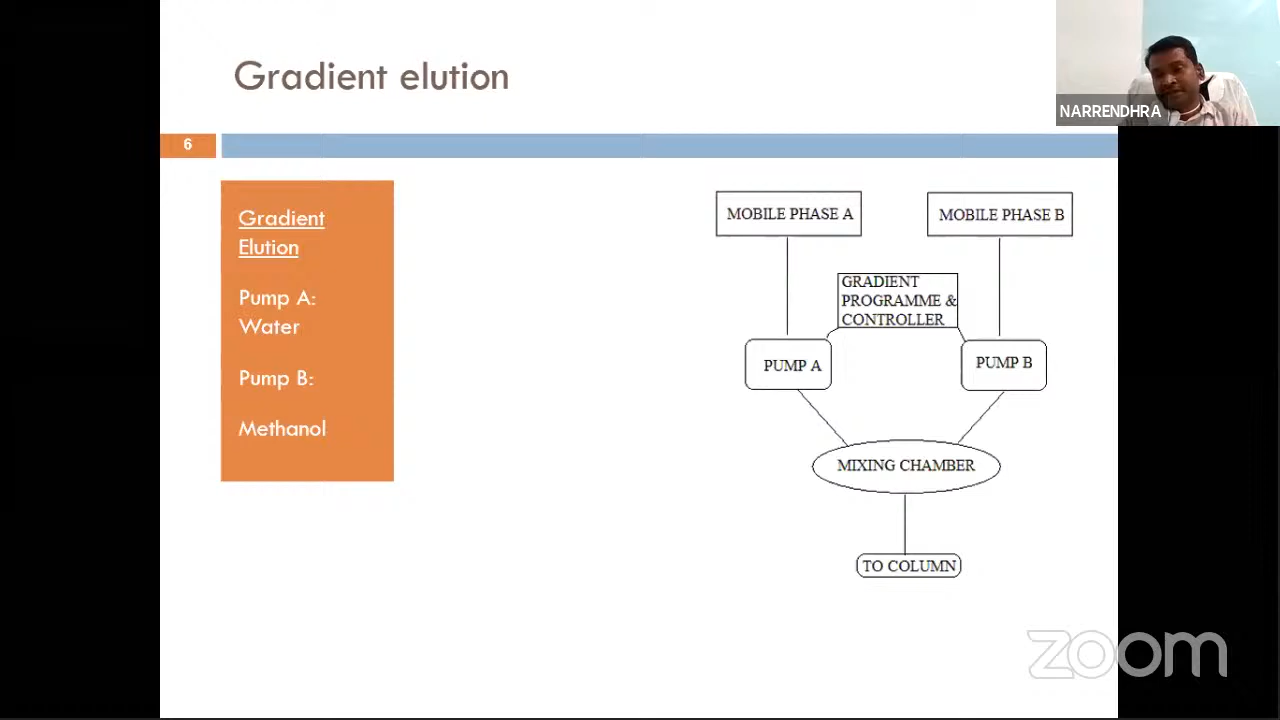 Gradient elution
NARRENDHRA
6
Gradient
Elution
Pump A:
Water
Pump B:
Methanol
MOBILE PHASE A
MOBILE PHASE B
GRADIENT
PROGRAMME &
CONTROLLER
PUMP A
PUMP B
MIXING CHAMBER
TO COLUMN
zoom